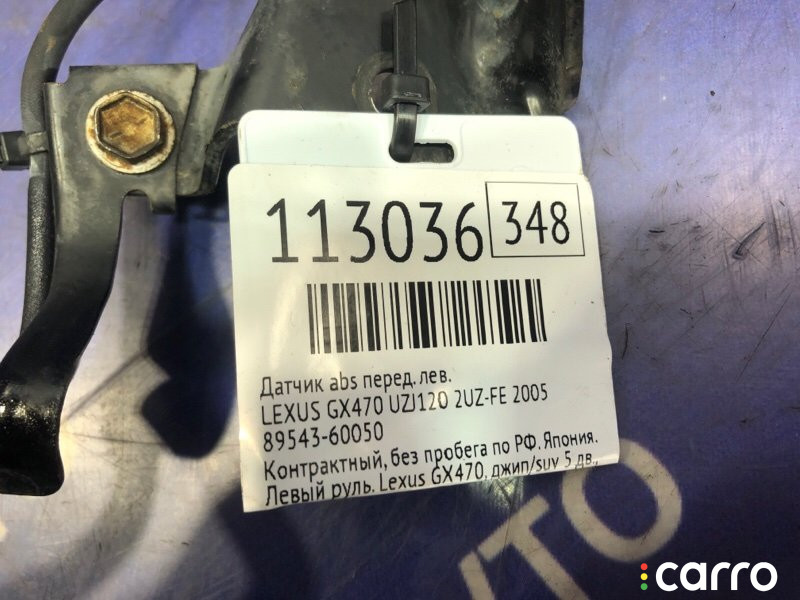 113036 348
Датчик abs перед. лев.
LEXUS GX470 UZJ120 2UZ-FE 2005
89543-60050
Контрактный, без пробега по РФ. Япония.
Левый руль. Lexus GX470, джип/suv 5 дв.,
ТО
carro